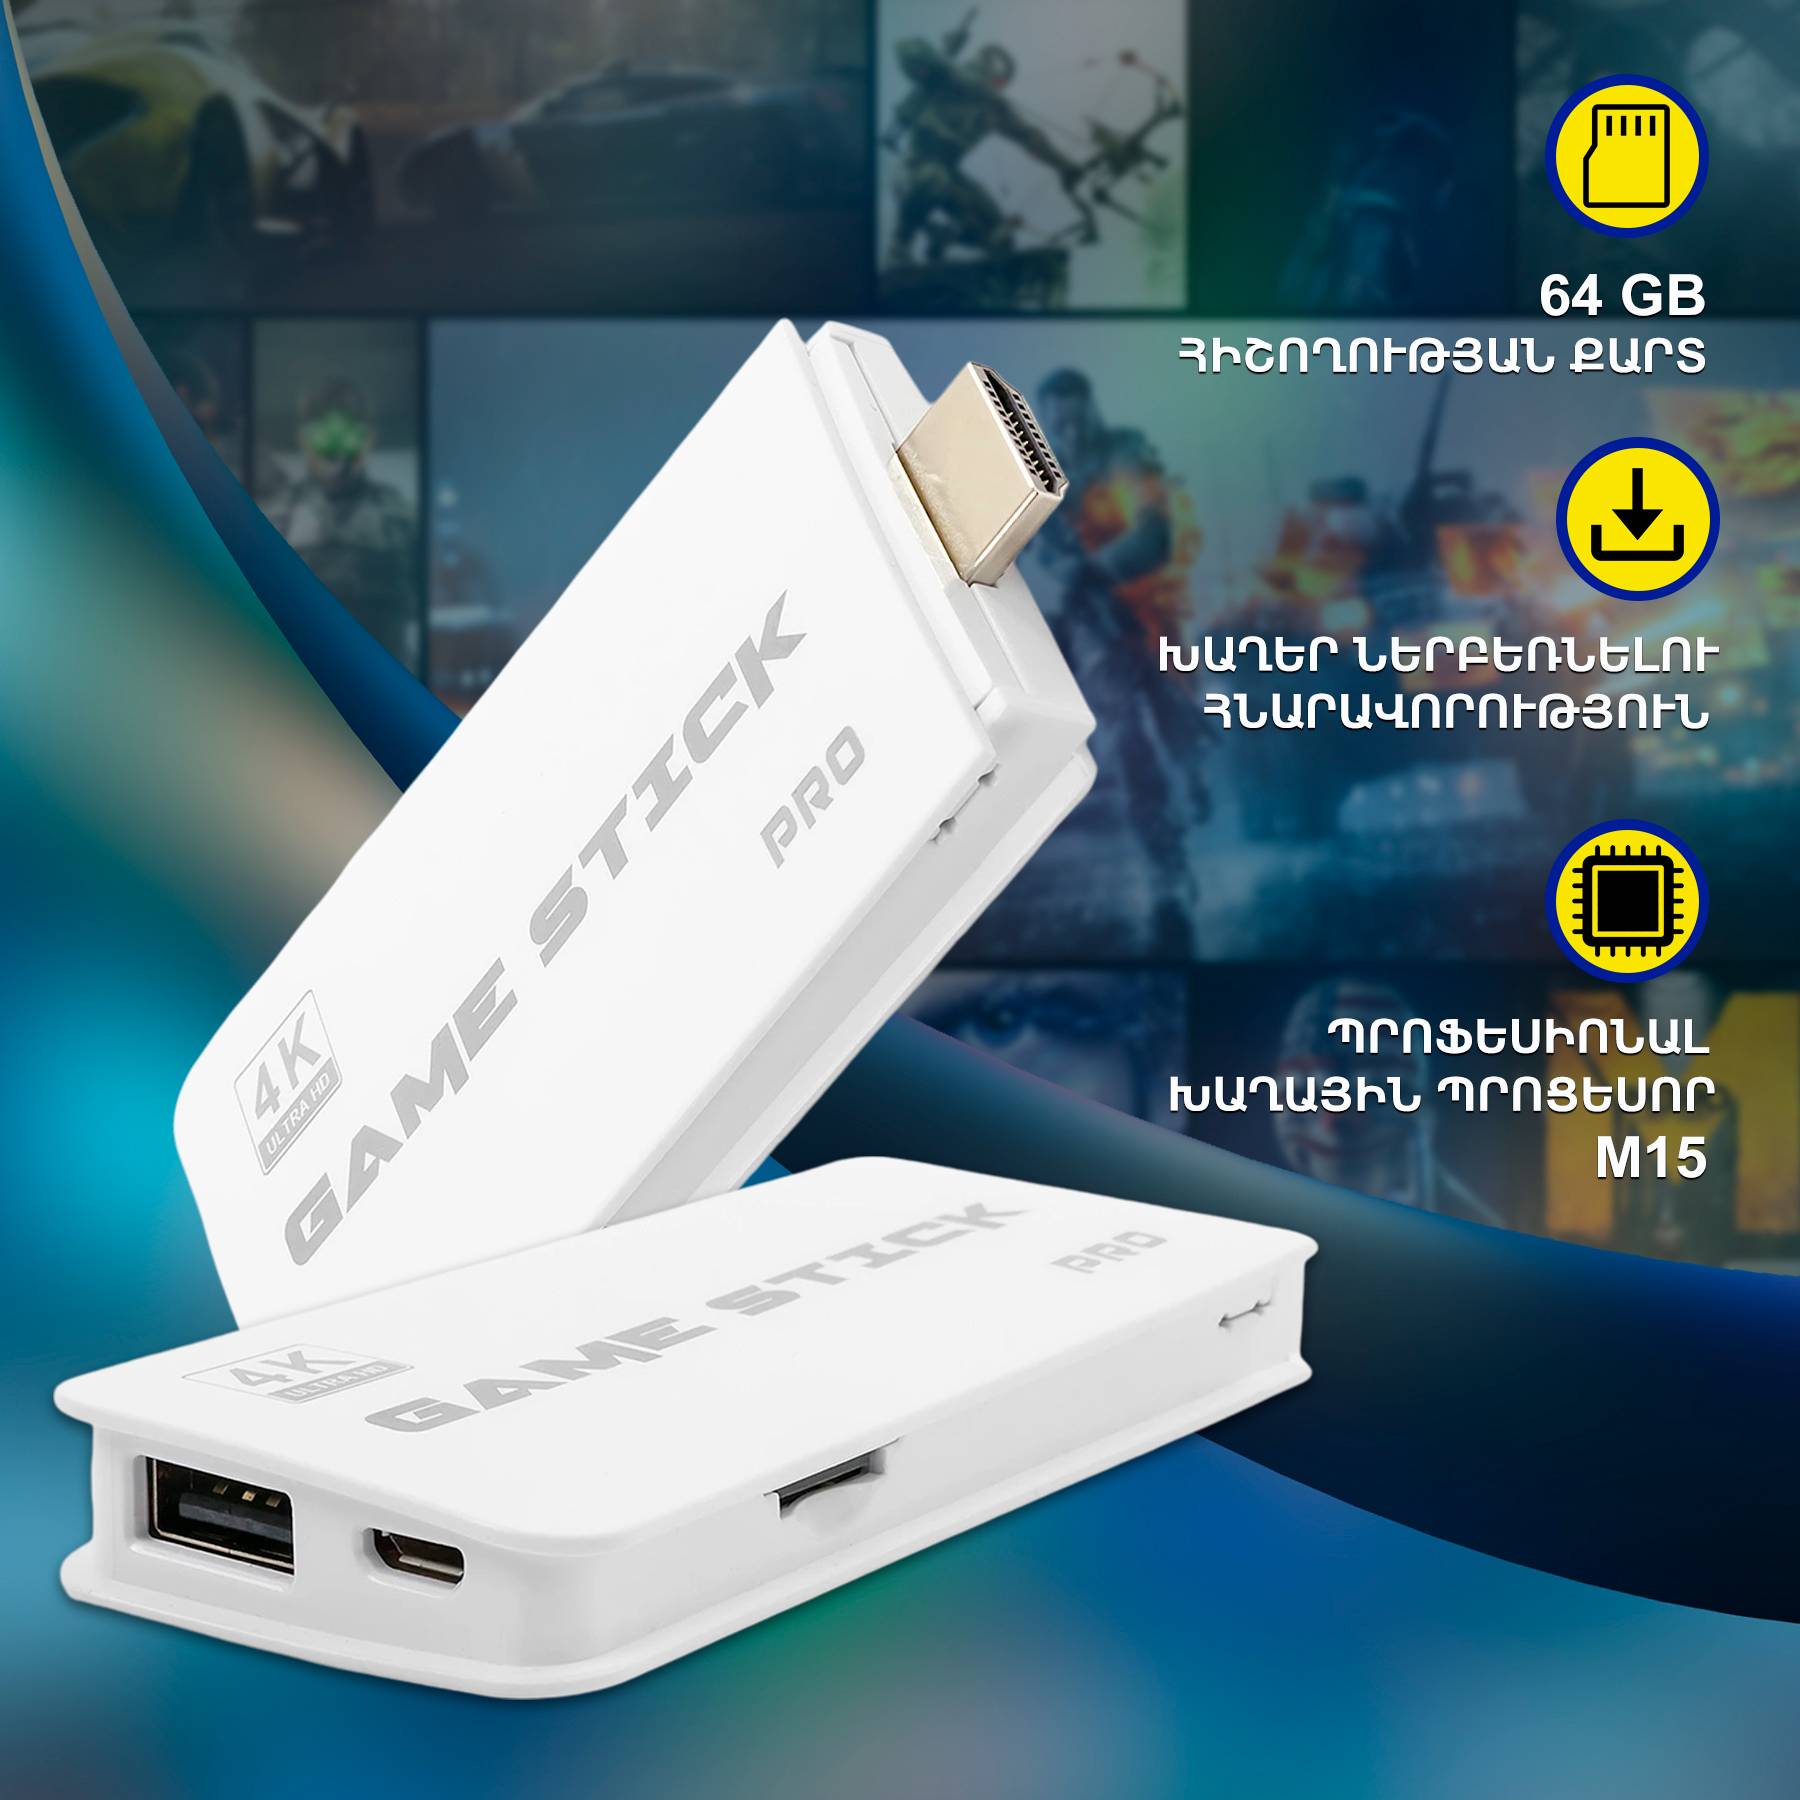 64 GB
ՀԻՇՈՂՈՒԹՅԱՆ ՔԱՐՏ
ԽԱՂԵՐ ՆԵՐԲԵՌՆԵԼՈՒ
ՀՆԱՐԱՎՈՐՈՒԹՅՈՒՆ
ՊՐՈՖԵՍԻՈՆԱԼ
ԽԱՂԱՅԻՆ ՊՐՈՑԵՍՈՐ
M15
GAME STICK
PRO
4K
ULTRA HD
GAME STICK
PRO
4K
ULTRA HD